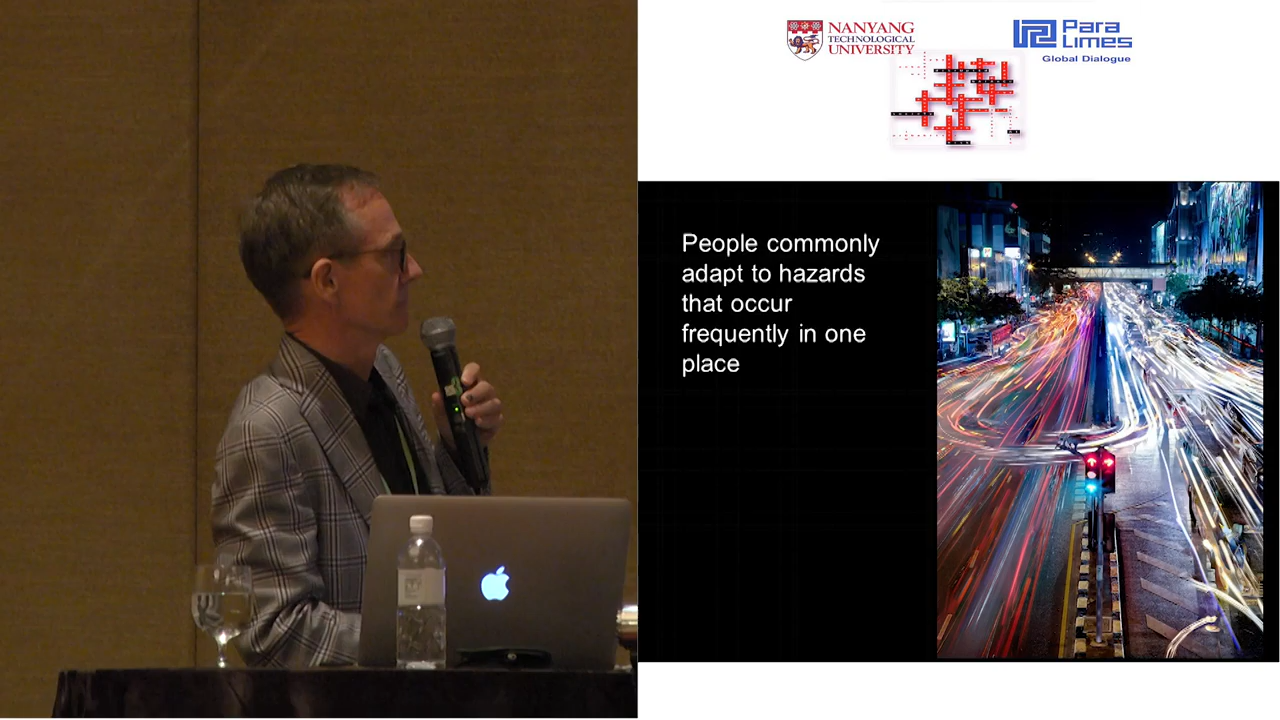 NANYANG
TECHNOLOGICAL
UNIVERSITY
Para
Limes
Global Dialogue
People commonly
adapt to hazards
that occur
frequently in one
place